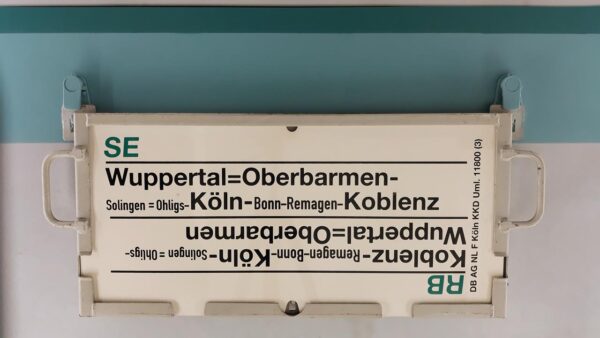 SE
Wuppertal=Oberbarmen-
Solingen=Ohligs-Köln-Bonn-Remagen-Koblenz
RB
Koblenz-Remagen-Bonn-Köln-Solingen=Ohligs-
Wuppertal=Oberbarmen
DB AG NL F Köln KKD Uml. 11800 (3)